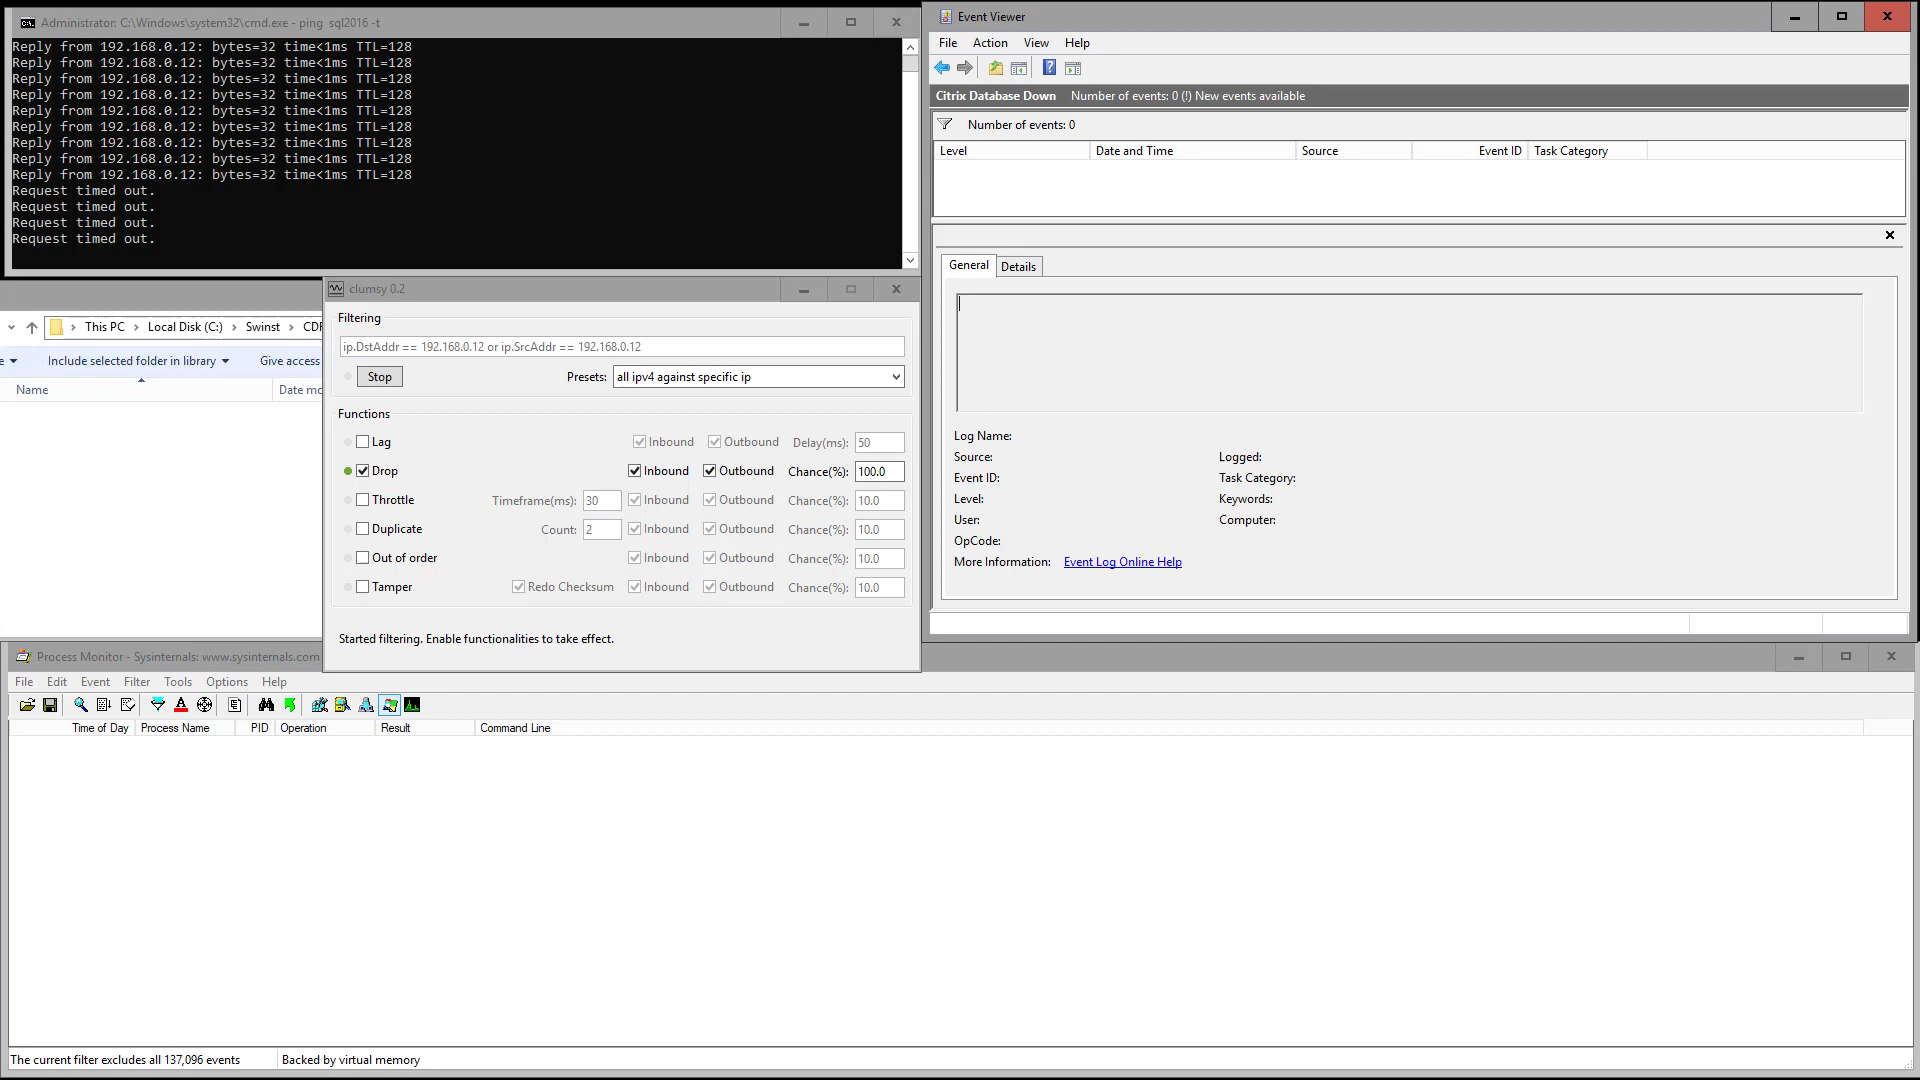 Administrator: C:\Windows\system32\cmd.exe - ping sql2016 -t
Reply from 192.168.0.12: bytes=32 time<1ms TTL=128
Reply from 192.168.0.12: bytes=32 time<1ms TTL=128
Reply from 192.168.0.12: bytes=32 time<1ms TTL=128
Reply from 192.168.0.12: bytes=32 time<1ms TTL=128
Reply from 192.168.0.12: bytes=32 time<1ms TTL=128
Reply from 192.168.0.12: bytes=32 time<1ms TTL=128
Reply from 192.168.0.12: bytes=32 time<1ms TTL=128
Reply from 192.168.0.12: bytes=32 time<1ms TTL=128
Reply from 192.168.0.12: bytes=32 time<1ms TTL=128
Request timed out.
Request timed out.
Request timed out.
Request timed out.
Event Viewer
File Action View Help
Citrix Database Down Number of events: 0 (!) New events available
Number of events: 0
Level Date and Time Source Event ID Task Category
General Details
Log Name:
Source: Logged:
Event ID: Task Category:
Level: Keywords:
User: Computer:
OpCode:
More Information: Event Log Online Help
This PC Local Disk (C:) Swinst
Include selected folder in library Give access
Name Date mo
clumsy 0.2
Filtering
ip.DstAddr == 192.168.0.12 or ip.SrcAddr == 192.168.0.12
Stop Presets: all ipv4 against specific ip
Functions
Lag Inbound Outbound Delay(ms): 50
Drop Inbound Outbound Chance(%): 100.0
Throttle Timeframe(ms): 30 Inbound Outbound Chance(%): 10.0
Duplicate Count: 2 Inbound Outbound Chance(%): 10.0
Out of order Inbound Outbound Chance(%): 10.0
Tamper Redo Checksum Inbound Outbound Chance(%): 10.0
Started filtering. Enable functionalities to take effect.
Process Monitor - Sysinternals: www.sysinternals.com
File Edit Event Filter Tools Options Help
Time of Day Process Name PID Operation Result Command Line
The current filter excludes all 137,096 events Backed by virtual memory